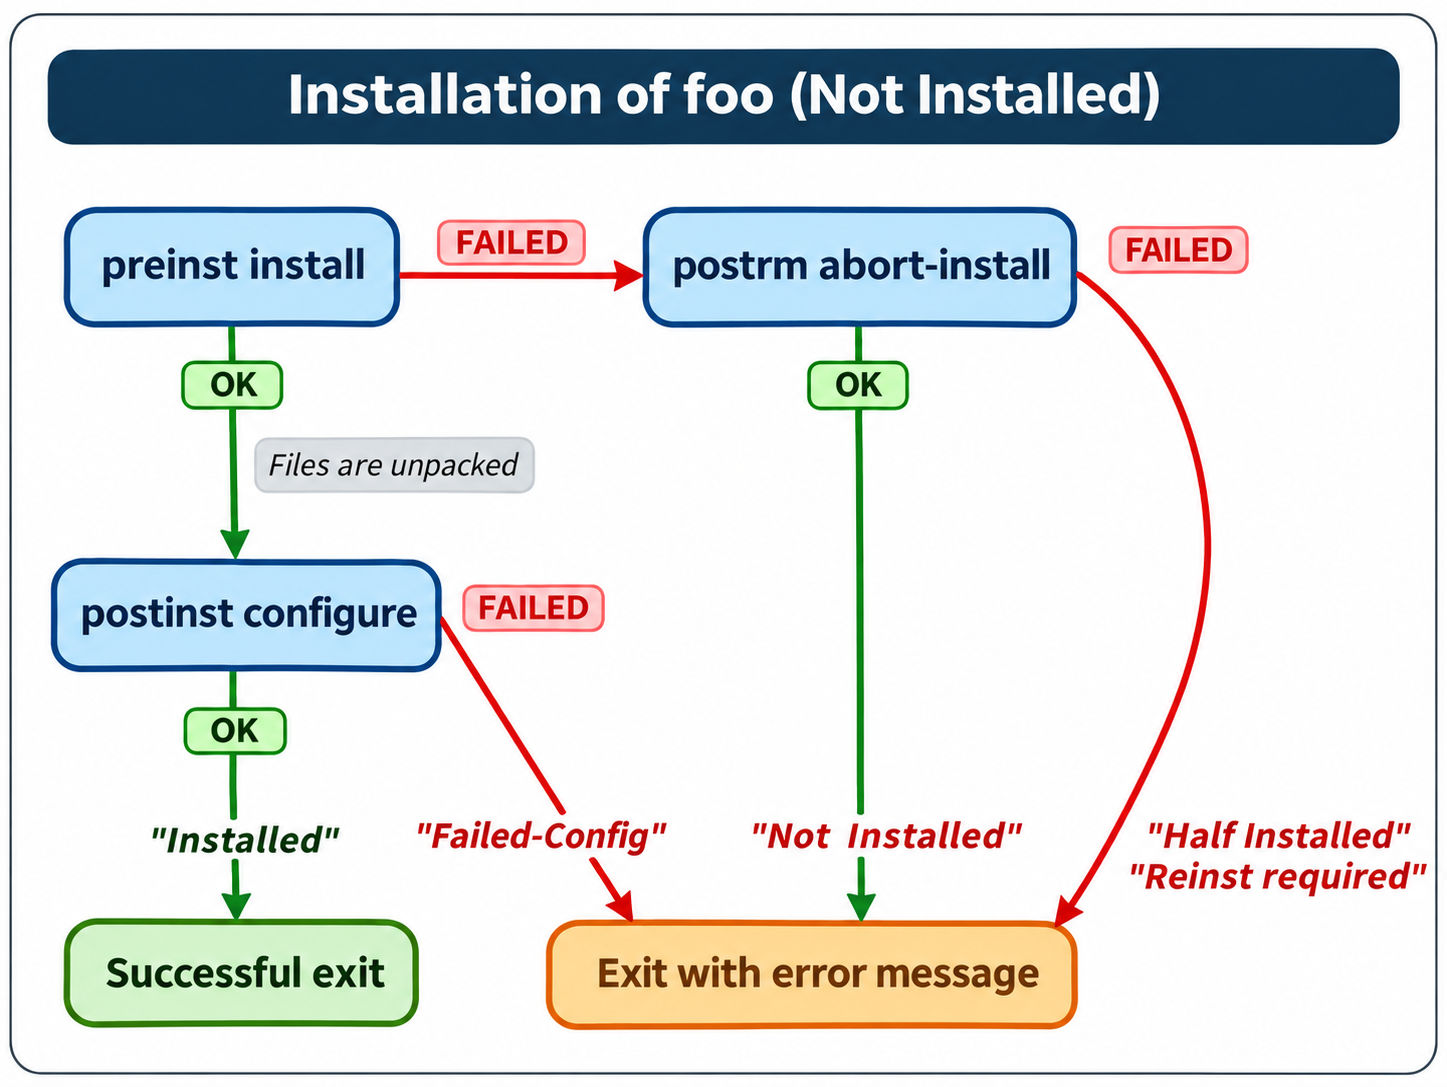 Installation of foo (Not Installed)
preinst install
FAILED
postrm abort-install
FAILED
OK
OK
Files are unpacked
postinst configure
FAILED
OK
"Installed"
"Failed-Config"
"Not Installed"
"Half Installed"
"Reinst required"
Successful exit
Exit with error message